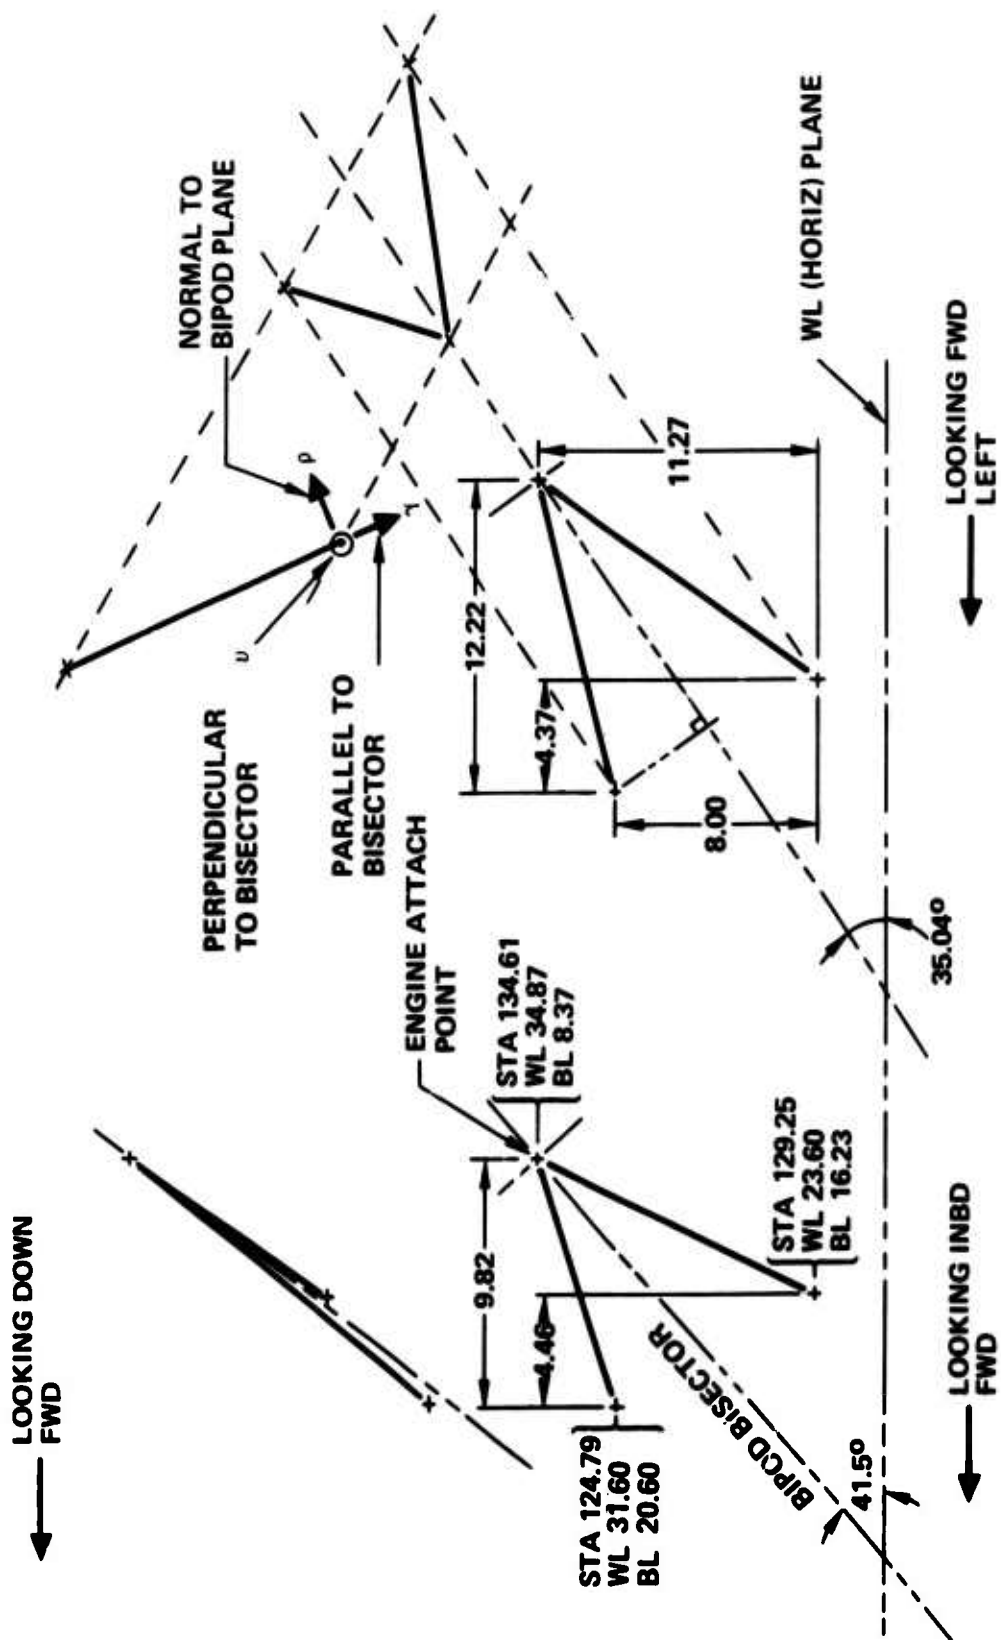 LOOKING DOWN
FWD
ENGINE ATTACH
POINT
STA 134.61
WL 34.87
BL 8.37
9.82
4.46
STA 124.79
WL 31.60
BL 20.60
STA 129.25
WL 23.60
BL 16.23
BIPOD BISECTOR
41.5º
LOOKING INBD
FWD
NORMAL TO
BIPOD PLANE
ρ
υ
PERPENDICULAR
TO BISECTOR
PARALLEL TO
BISECTOR
12.22
4.37
11.27
8.00
35.04º
WL (HORIZ) PLANE
LOOKING FWD
LEFT